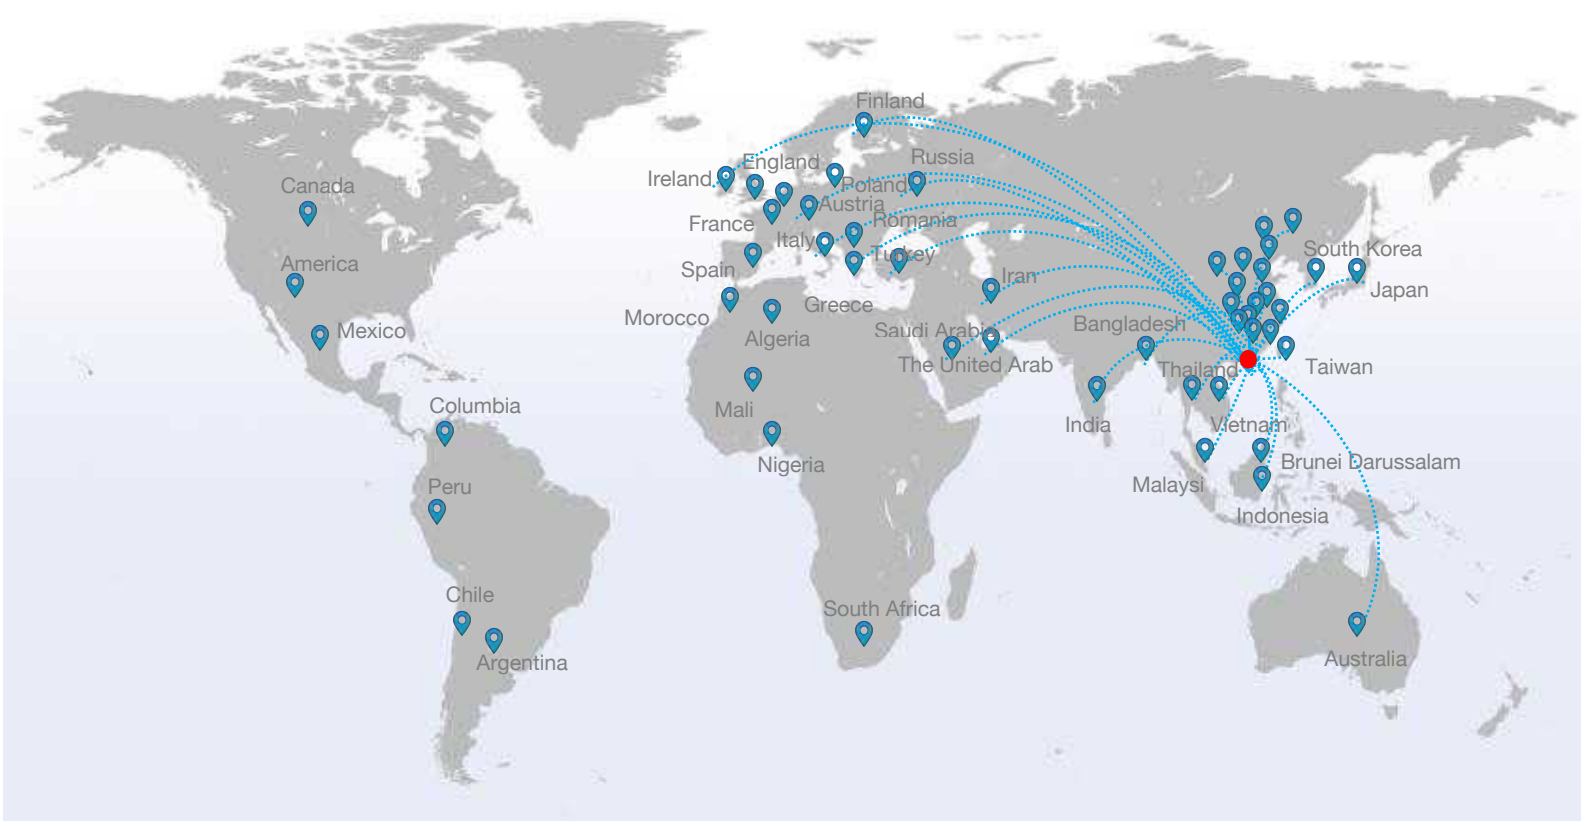 Finland
England
Russia
Ireland
Poland
Canada
Austria
France
Romania
Italy
South Korea
America
Turkey
Spain
Iran
Japan
Greece
Morocco
Mexico
Algeria
Saudi Arabia
Bangladesh
The United Arab
Thailand
Taiwan
Mali
Columbia
India
Vietnam
Nigeria
Brunei Darussalam
Peru
Malaysi
Indonesia
Chile
South Africa
Argentina
Australia